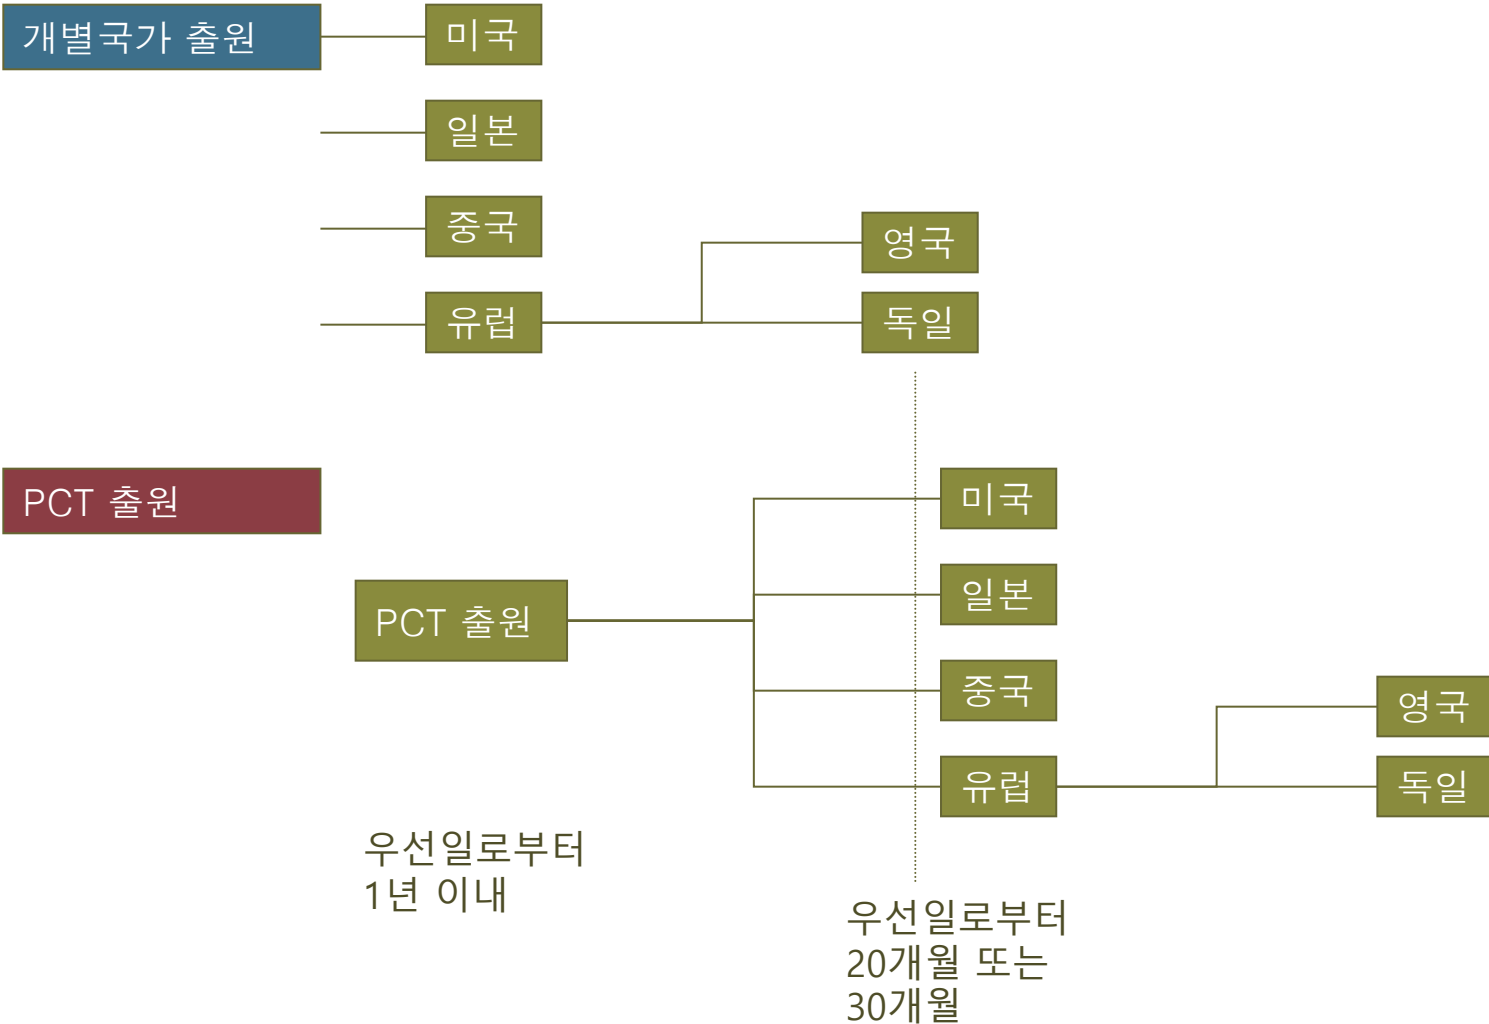 개별국가 출원
미국
일본
중국
유럽
영국
독일
PCT 출원
PCT 출원
미국
일본
중국
유럽
영국
독일
우선일로부터
1년 이내
우선일로부터
20개월 또는
30개월